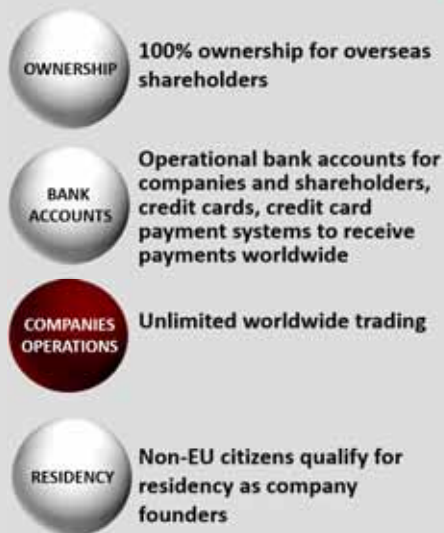 OWNERSHIP
100% ownership for overseas
shareholders
BANK
ACCOUNTS
Operational bank accounts for
companies and shareholders,
credit cards, credit card
payment systems to receive
payments worldwide
COMPANIES
OPERATIONS
Unlimited worldwide trading
RESIDENCY
Non-EU citizens qualify for
residency as company
founders